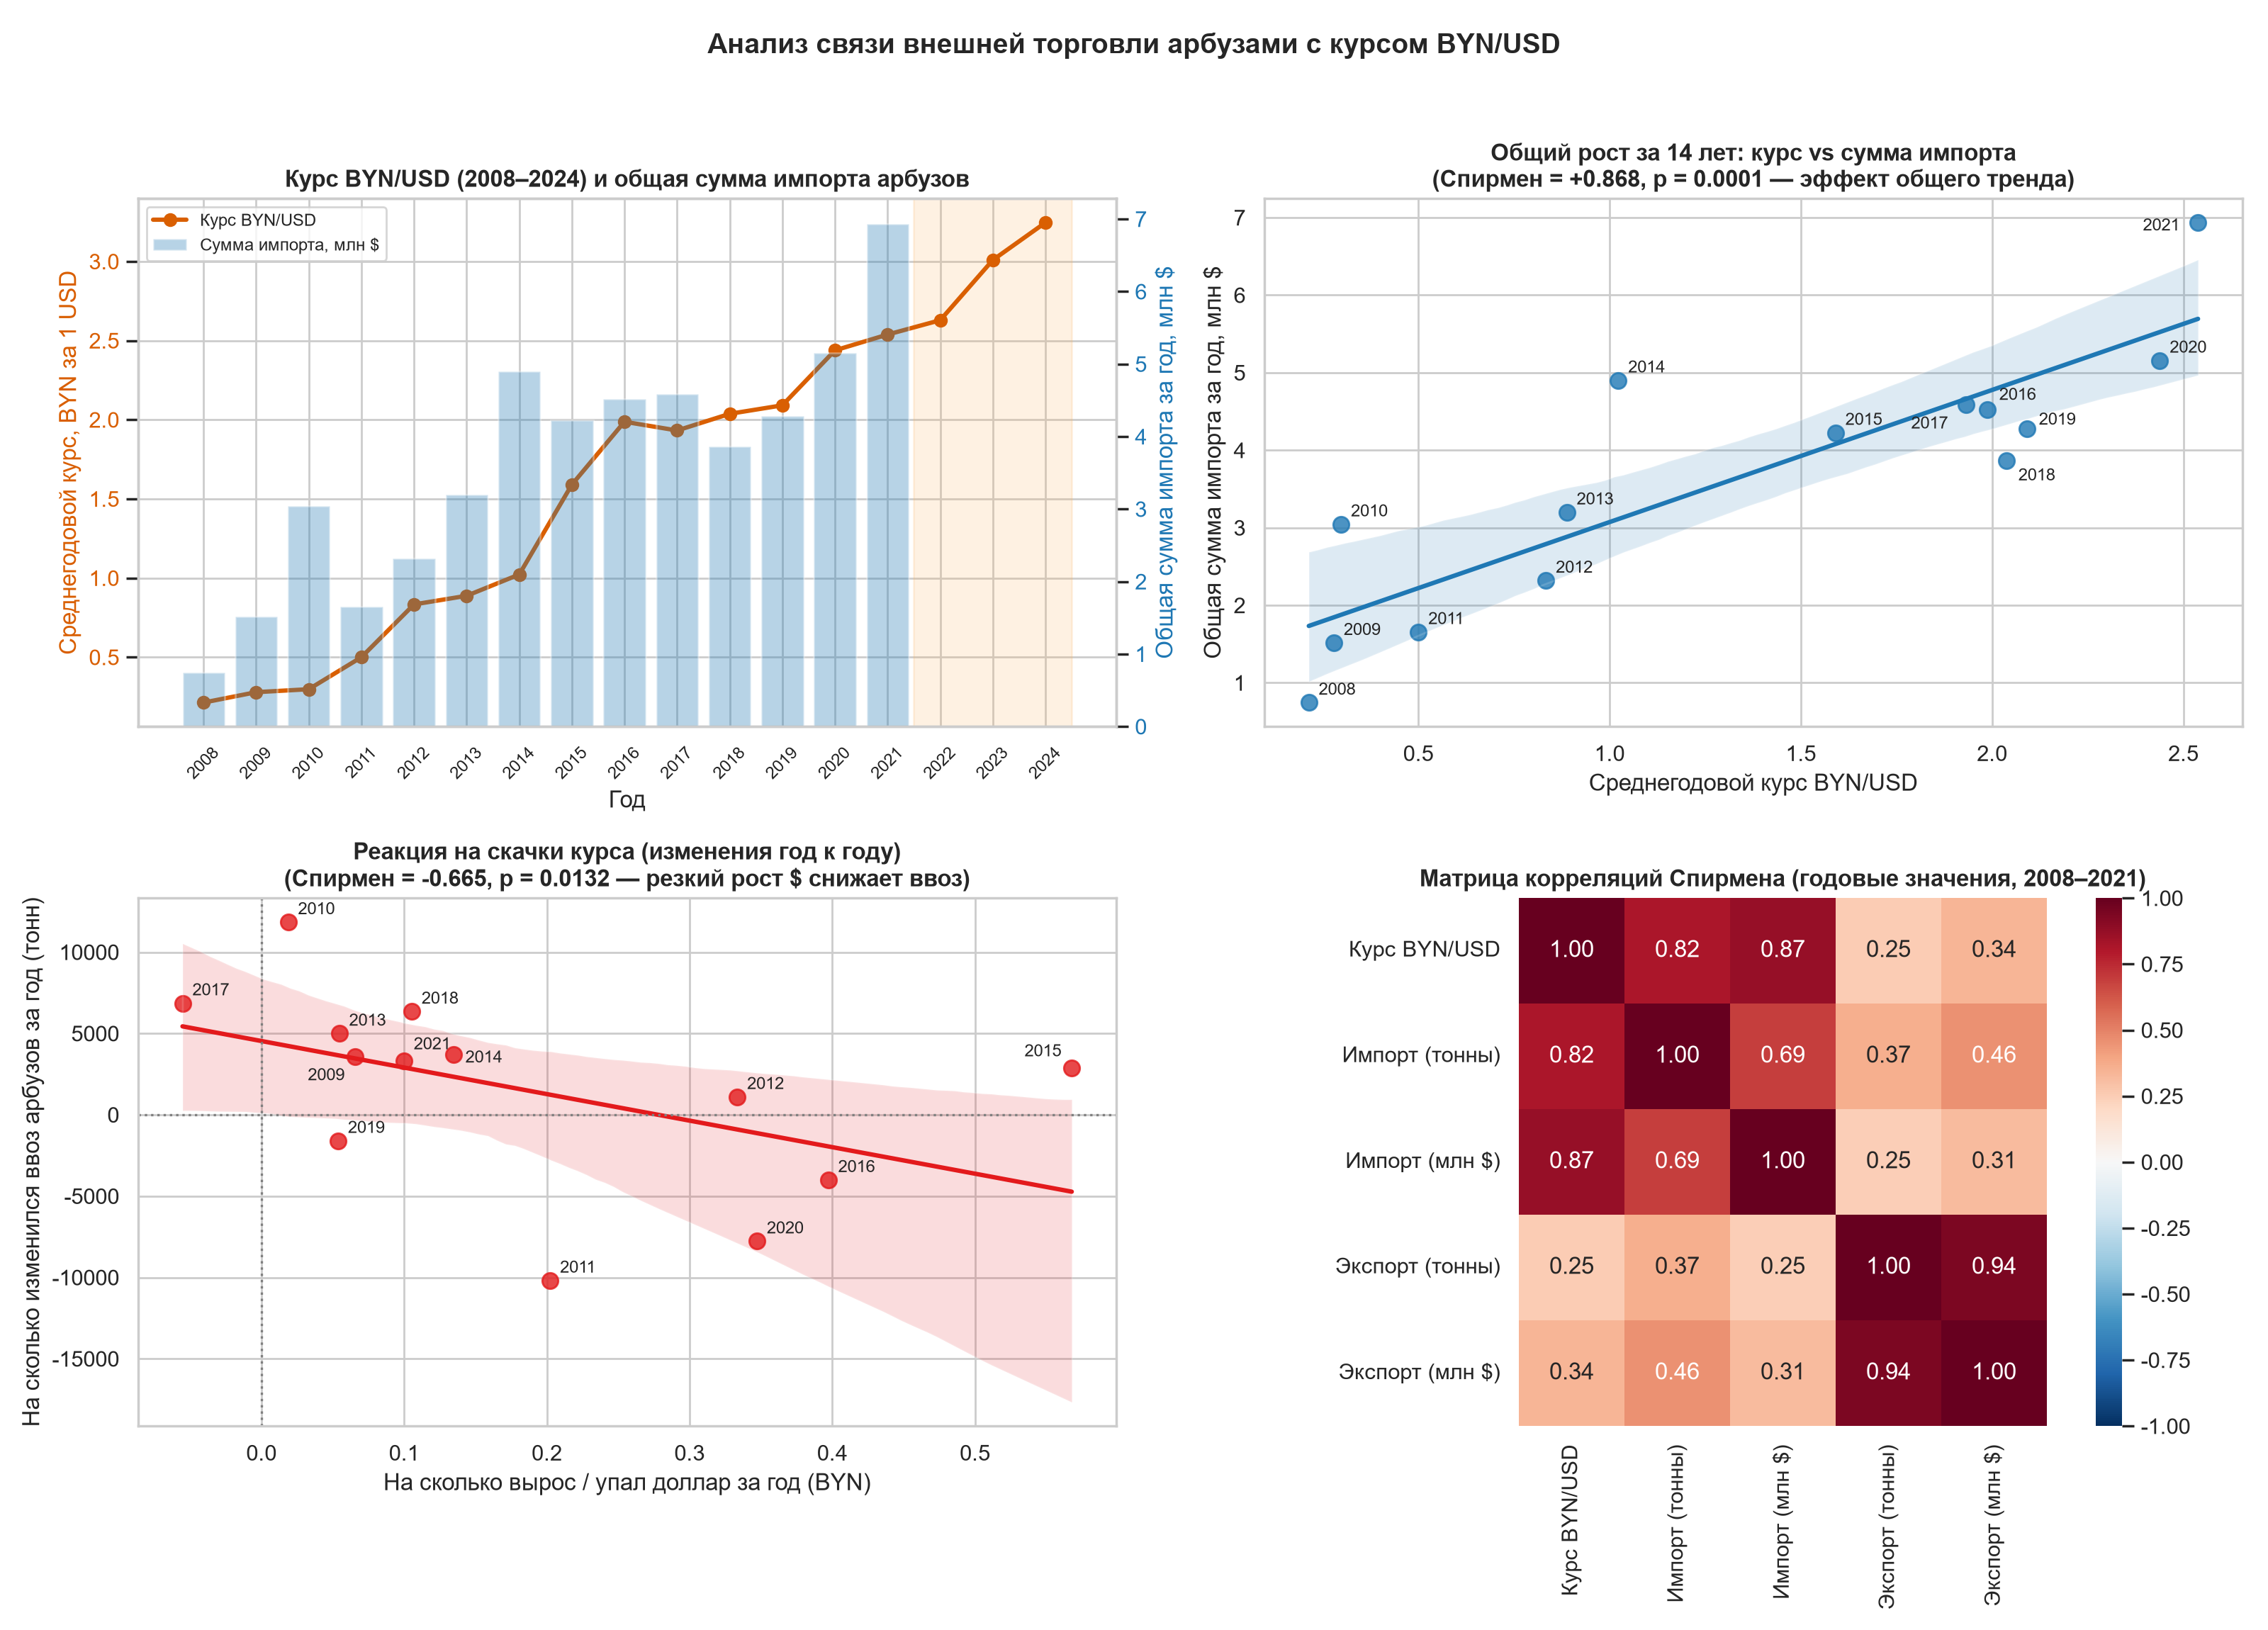 Анализ связи внешней торговли арбузами с курсом BYN/USD
Курс BYN/USD (2008–2024) и общая сумма импорта арбузов
Курс BYN/USD
Сумма импорта, млн $
Среднегодовой курс, BYN за 1 USD
3.0
2.5
2.0
1.5
1.0
0.5
7
6
5
4
3
2
1
0
Общая сумма импорта за год, млн $
2008 2009 2010 2011 2012 2013 2014 2015 2016 2017 2018 2019 2020 2021 2022 2023 2024
Год
Общий рост за 14 лет: курс vs сумма импорта
(Спирмен = +0.868, p = 0.0001 — эффект общего тренда)
Общая сумма импорта за год, млн $
7
6
5
4
3
2
1
2021
2020
2014
2016
2015
2017
2019
2018
2013
2010
2012
2011
2009
2008
0.5 1.0 1.5 2.0 2.5
Среднегодовой курс BYN/USD
Реакция на скачки курса (изменения год к году)
(Спирмен = -0.665, p = 0.0132 — резкий рост $ снижает ввоз)
На сколько изменился ввоз арбузов за год (тонн)
10000
5000
0
-5000
-10000
-15000
2010
2017
2018
2013
2021
2014
2009
2015
2012
2019
2016
2020
2011
0.0 0.1 0.2 0.3 0.4 0.5
На сколько вырос / упал доллар за год (BYN)
Матрица корреляций Спирмена (годовые значения, 2008–2021)
Курс BYN/USD 1.00 0.82 0.87 0.25 0.34
Импорт (тонны) 0.82 1.00 0.69 0.37 0.46
Импорт (млн $) 0.87 0.69 1.00 0.25 0.31
Экспорт (тонны) 0.25 0.37 0.25 1.00 0.94
Экспорт (млн $) 0.34 0.46 0.31 0.94 1.00
Курс BYN/USD
Импорт (тонны)
Импорт (млн $)
Экспорт (тонны)
Экспорт (млн $)
1.00
0.75
0.50
0.25
0.00
-0.25
-0.50
-0.75
-1.00